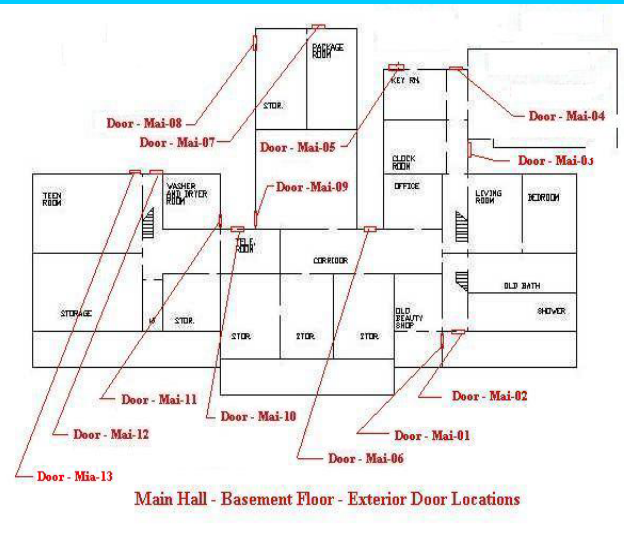 PACKAGE
ROOM
STOR.
Door - Mai-08
Door - Mai-07
KEY RM.
Door - Mai-04
Door - Mai-05
CLOCK
ROOM
Door - Mai-03
OFFICE
Door -Mai-09
TEEN
ROOM
WASHER
AND DRYER
ROOM
LIVING
ROOM
BEDROOM
TELE.
ROOM
CORRIDOR
OLD BATH
STORAGE
STOR.
OLD
BEAUTY
SHOP
SHOWER
STOR.
STOR.
STOR.
Door - Mai-11
Door - Mai-10
Door - Mai-02
Door - Mai-12
Door - Mai-01
Door - Mai-06
Door - Mia-13
Main Hall - Basement Floor - Exterior Door Locations